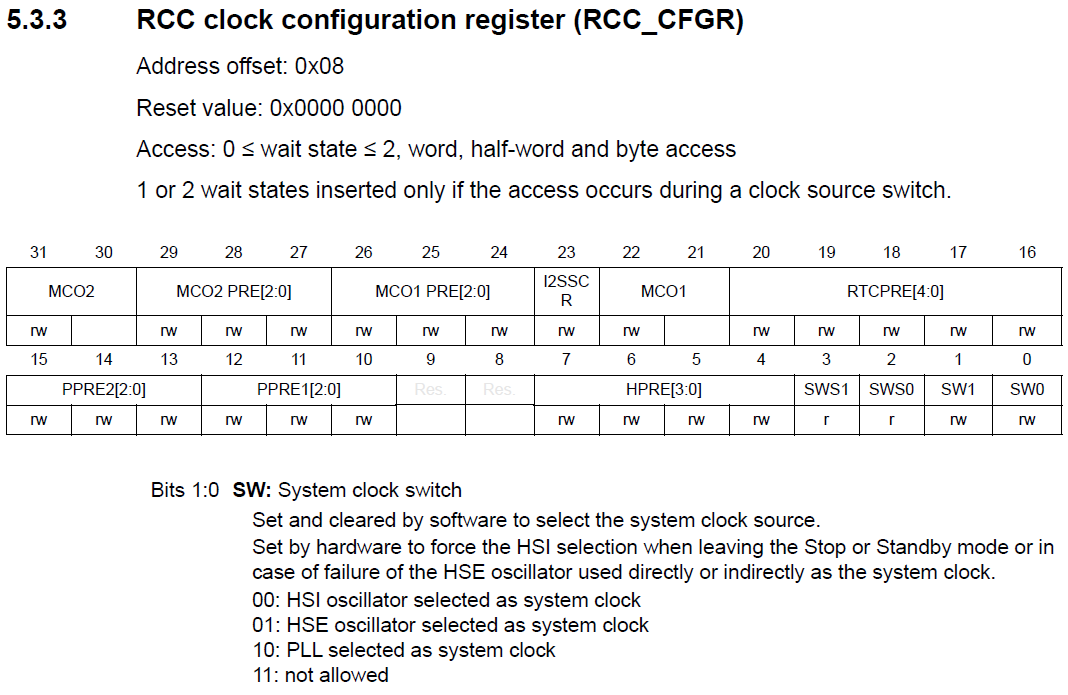 5.3.3 RCC clock configuration register (RCC_CFGR)
Address offset: 0x08
Reset value: 0x0000 0000
Access: 0 ≤ wait state ≤ 2, word, half-word and byte access
1 or 2 wait states inserted only if the access occurs during a clock source switch.
31 30 29 28 27 26 25 24 23 22 21 20 19 18 17 16
MCO2 MCO2 PRE[2:0] MCO1 PRE[2:0] I2SSC MCO1 RTCPRE[4:0]
R
rw rw rw rw rw rw rw rw rw rw rw rw rw rw
15 14 13 12 11 10 9 8 7 6 5 4 3 2 1 0
PPRE2[2:0] PPRE1[2:0] Res. Res. HPRE[3:0] SWS1 SWS0 SW1 SW0
rw rw rw rw rw rw rw rw rw rw r r rw rw
Bits 1:0 SW: System clock switch
Set and cleared by software to select the system clock source.
Set by hardware to force the HSI selection when leaving the Stop or Standby mode or in
case of failure of the HSE oscillator used directly or indirectly as the system clock.
00: HSI oscillator selected as system clock
01: HSE oscillator selected as system clock
10: PLL selected as system clock
11: not allowed